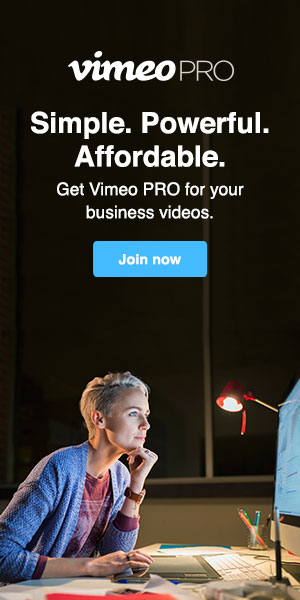 vimeo PRO
Simple. Powerful.
Affordable.
Get Vimeo PRO for your
business videos.
Join now